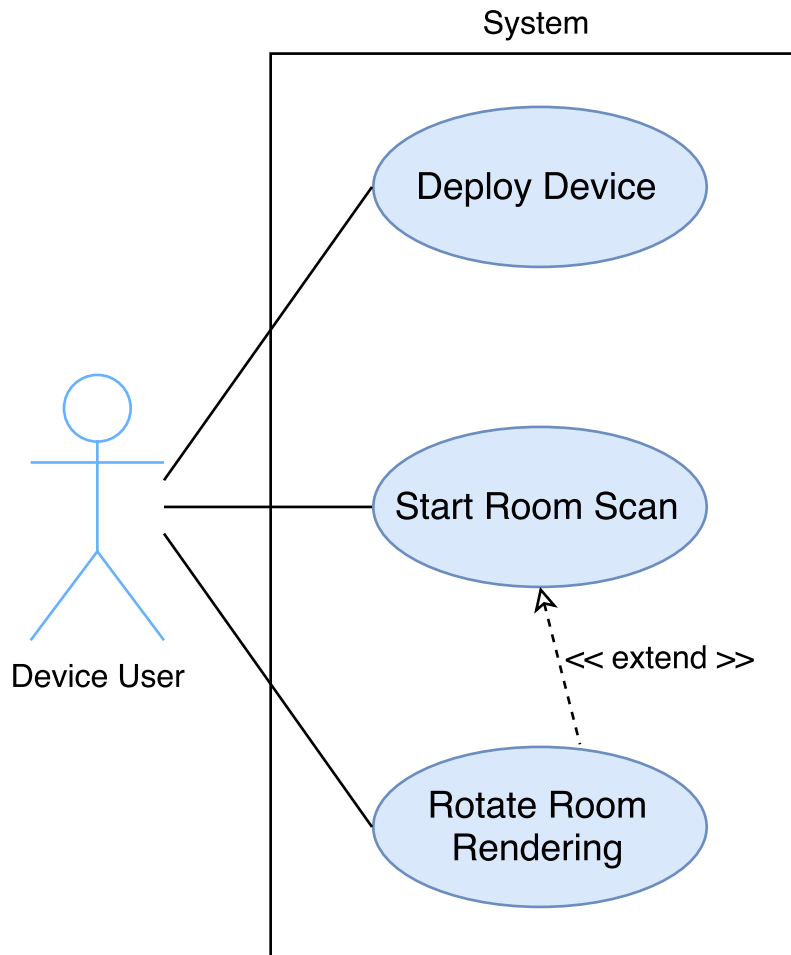 System
Deploy Device
Start Room Scan
<< extend >>
Device User
Rotate Room
Rendering